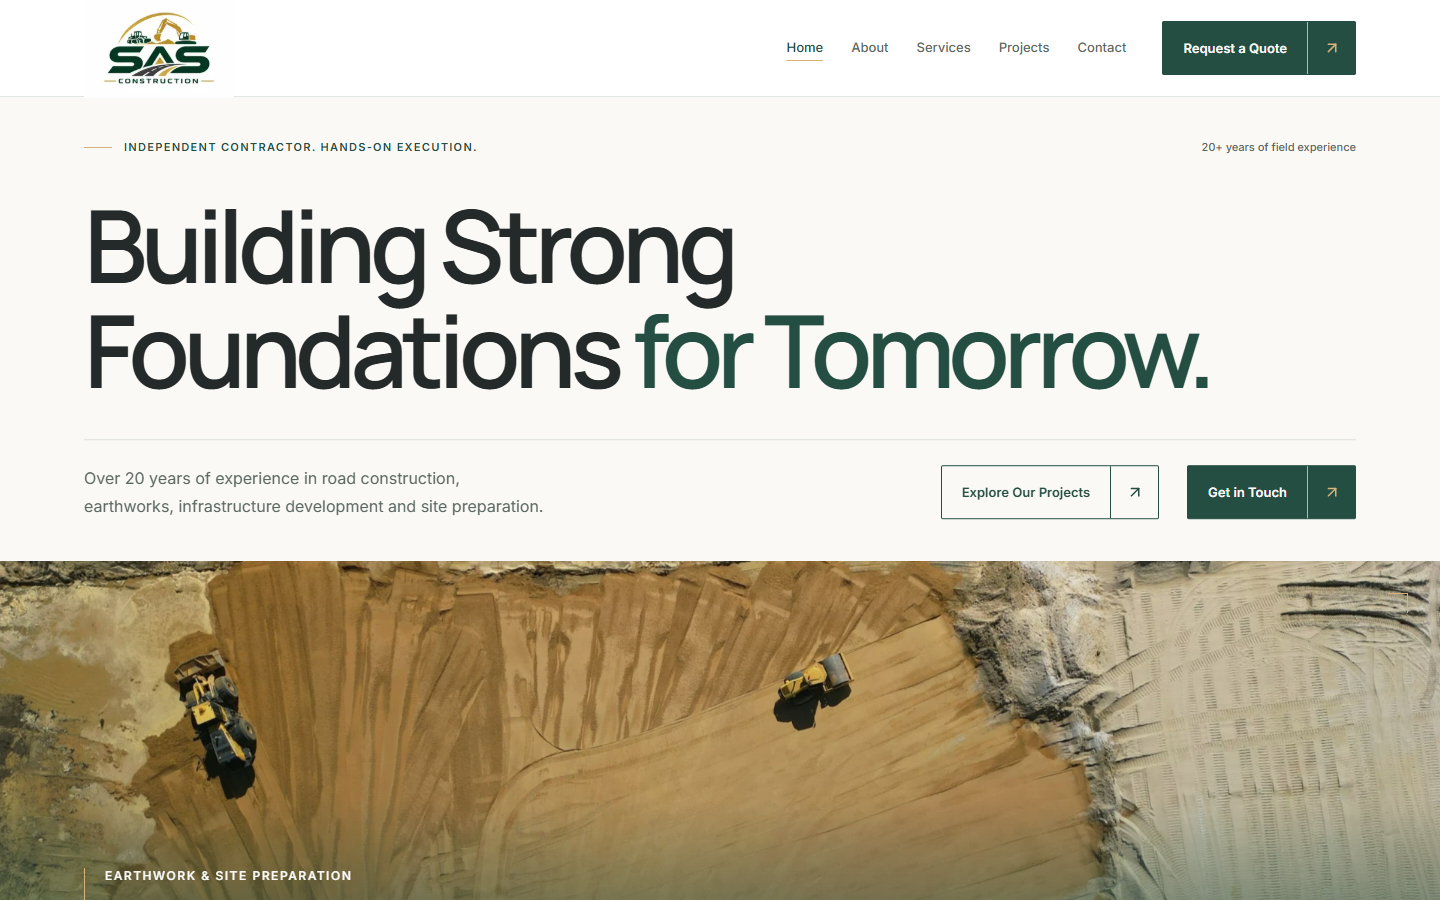 SAS
CONSTRUCTION
Home
About
Services
Projects
Contact
Request a Quote
INDEPENDENT CONTRACTOR. HANDS-ON EXECUTION.
20+ years of field experience
Building Strong
Foundations for Tomorrow.
Over 20 years of experience in road construction,
earthworks, infrastructure development and site preparation.
Explore Our Projects
Get in Touch
EARTHWORK & SITE PREPARATION